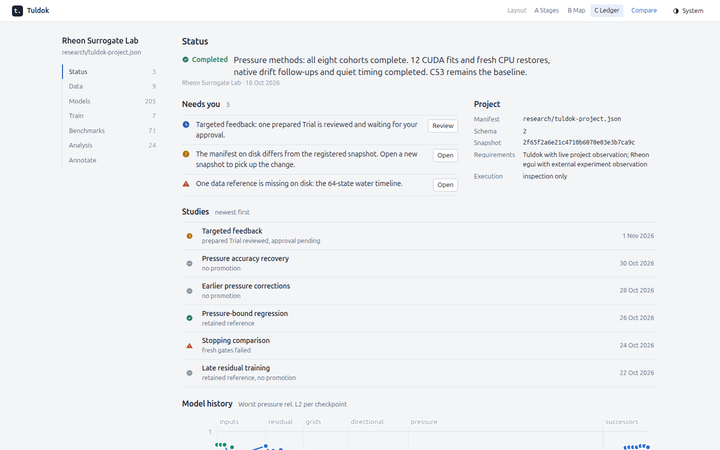 t. Tuldok
Layout A Stages B Map C Ledger Compare System
Rheon Surrogate Lab
research/tuldok-project.json
Status 3
Data 9
Models 205
Train 7
Benchmarks 71
Analysis 24
Annotate
Status
Completed Pressure methods: all eight cohorts complete. 12 CUDA fits and fresh CPU restores,
native drift follow-ups and quiet timing completed. C53 remains the baseline.
Rheon Surrogate Lab · 10 Oct 2026
Needs you 3
Targeted feedback: one prepared Trial is reviewed and waiting for your
approval.
Review
The manifest on disk differs from the registered snapshot. Open a new
snapshot to pick up the change.
Open
One data reference is missing on disk: the 64-state water timeline.
Open
Project
Manifest research/tuldok-project.json
Schema 2
Snapshot 2f65f2a6e21c4710b6070e03e3b7ca9c
Requirements Tuldok with live project observation; Rheon
egui with external experiment observation
Execution inspection only
Studies newest first
Targeted feedback 1 Nov 2026
prepared Trial reviewed, approval pending
Pressure accuracy recovery 30 Oct 2026
no promotion
Earlier pressure corrections 28 Oct 2026
no promotion
Pressure-bound regression 26 Oct 2026
retained reference
Stopping comparison 24 Oct 2026
fresh gates failed
Late residual training 22 Oct 2026
retained reference, no promotion
Model history Worst pressure rel. L2 per checkpoint
inputs residual grids directional pressure successors
1